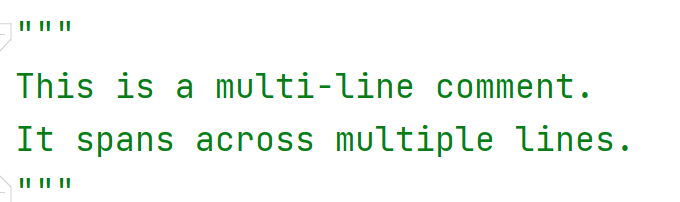 """
This is a multi-line comment.
It spans across multiple lines.
"""